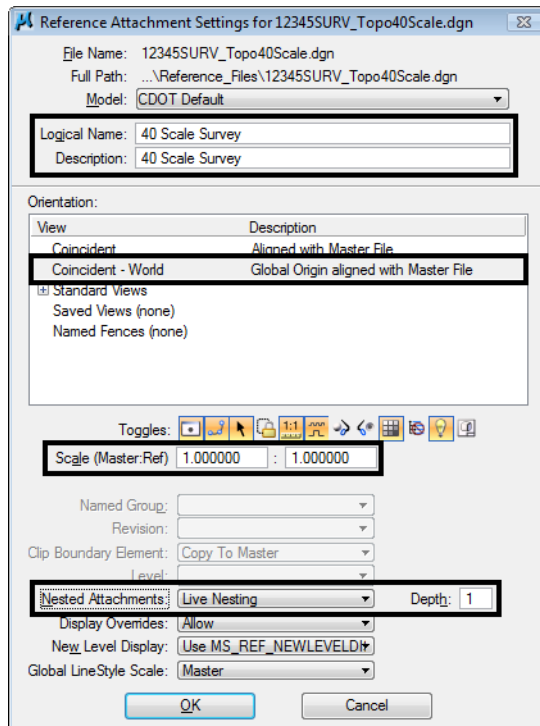 Reference Attachment Settings for 12345SURV_Topo40Scale.dgn
File Name: 12345SURV_Topo40Scale.dgn
Full Path: ...\Reference_Files\12345SURV_Topo40Scale.dgn
Model: CDOT Default
Logical Name: 40 Scale Survey
Description: 40 Scale Survey
Orientation:
View Description
Coincident Aligned with Master File
Coincident - World Global Origin aligned with Master File
Standard Views
Saved Views (none)
Named Fences (none)
Toggles: 1:1
Scale (Master:Ref) 1.000000 : 1.000000
Named Group:
Revision:
Clip Boundary Element: Copy To Master
Level:
Nested Attachments: Live Nesting Depth: 1
Display Overrides: Allow
New Level Display: Use MS_REF_NEWLEVELDI
Global LineStyle Scale: Master
OK Cancel